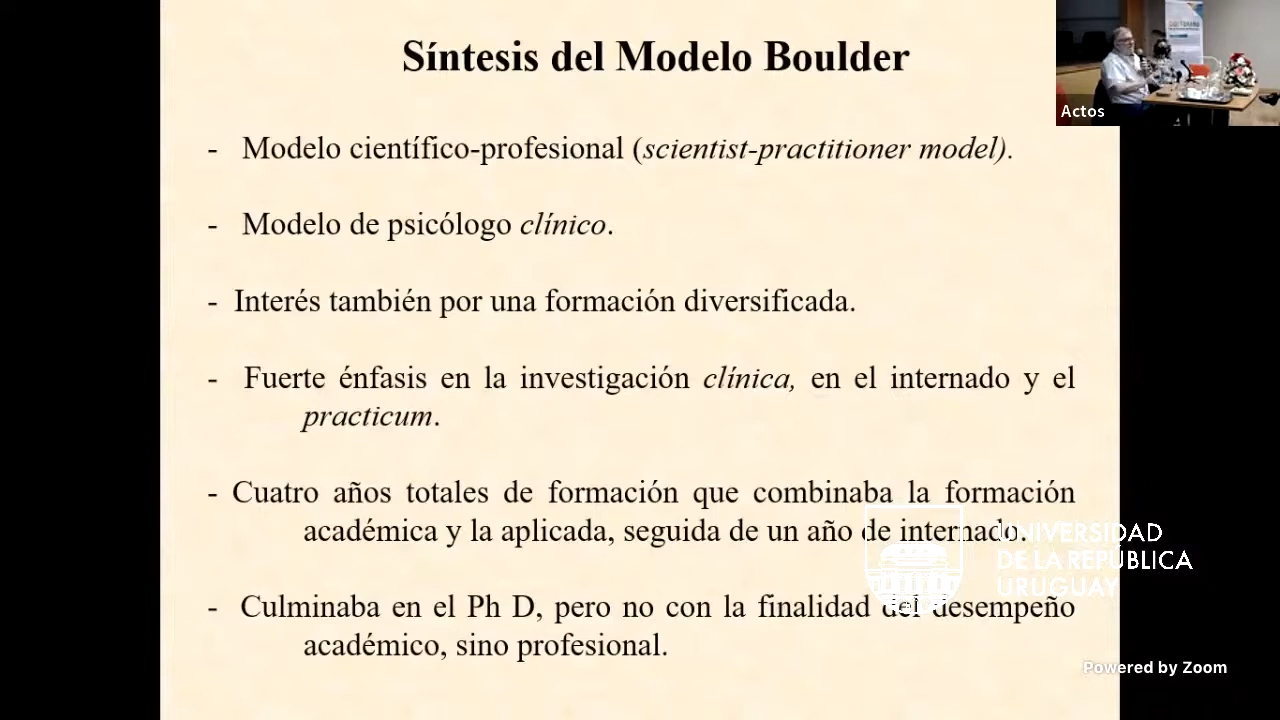 Síntesis del Modelo Boulder
Actos
- Modelo científico-profesional (scientist-practitioner model).
- Modelo de psicólogo clínico.
- Interés también por una formación diversificada.
- Fuerte énfasis en la investigación clínica, en el internado y el
practicum.
- Cuatro años totales de formación que combinaba la formación
académica y la aplicada, seguida de un año de internado.
- Culminaba en el Ph D, pero no con la finalidad del desempeño
académico, sino profesional.
UNIVERSIDAD
DE LA REPÚBLICA
URUGUAY
Powered by Zoom